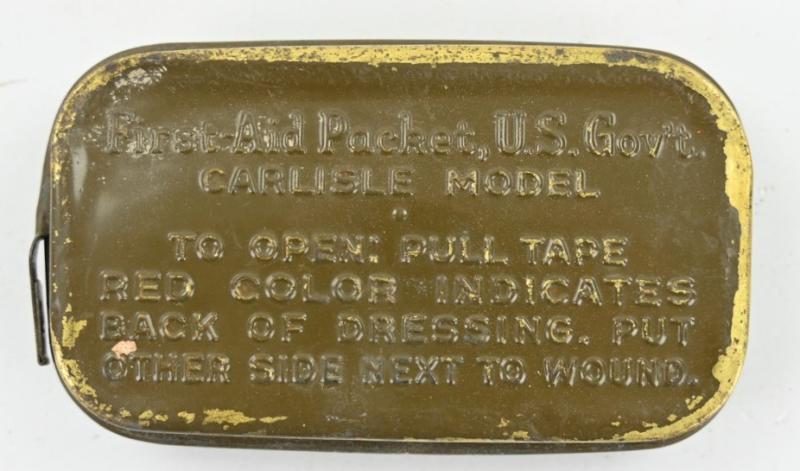 First-Aid Packet, U.S. Gov't.
CARLISLE MODEL
TO OPEN: PULL TAPE
RED COLOR INDICATES
BACK OF DRESSING. PUT
OTHER SIDE NEXT TO WOUND.